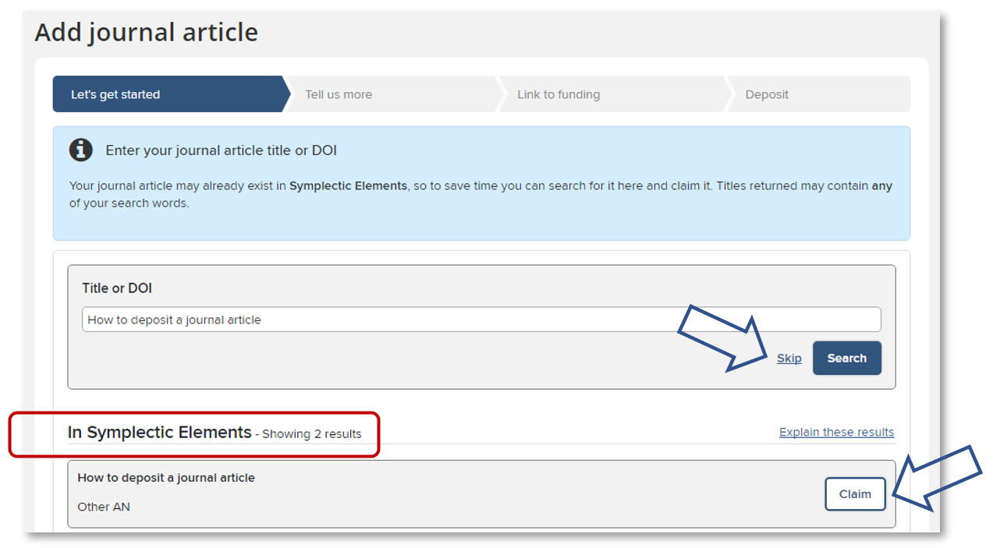 Add journal article
Let's get started
Tell us more
Link to funding
Deposit
Enter your journal article title or DOI
Your journal article may already exist in Symplectic Elements, so to save time you can search for it here and claim it. Titles returned may contain any
of your search words.
Title or DOI
How to deposit a journal article
Skip
Search
In Symplectic Elements - Showing 2 results
Explain these results
How to deposit a journal article
Claim
Other AN